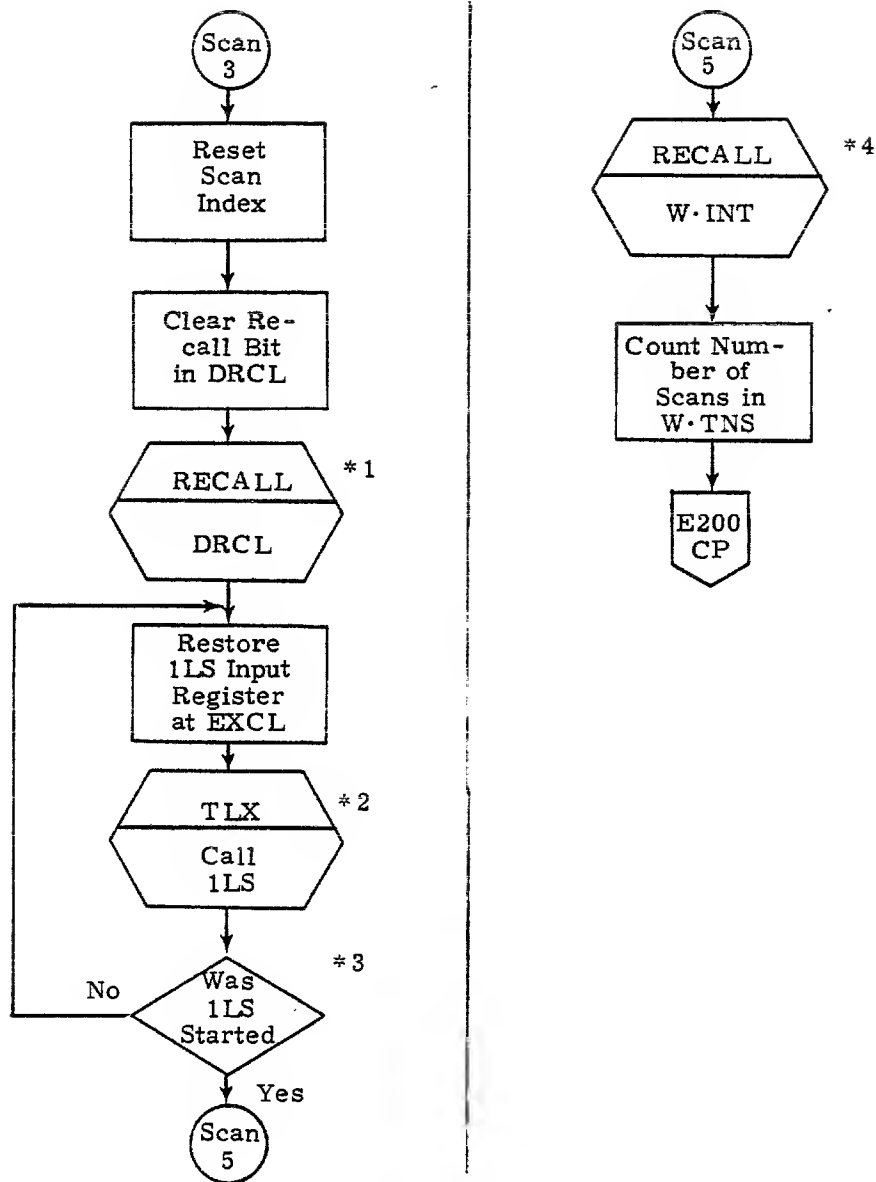 Scan
3
Reset
Scan
Index
Clear Re-
call Bit
in DRCL
RECALL
*1
DRCL
Restore
1LS Input
Register
at EXCL
TLX
*2
Call
1LS
*3
Was
1LS
Started
No
Yes
Scan
5
Scan
5
RECALL
*4
W·INT
Count Num-
ber of
Scans in
W·TNS
E200
CP